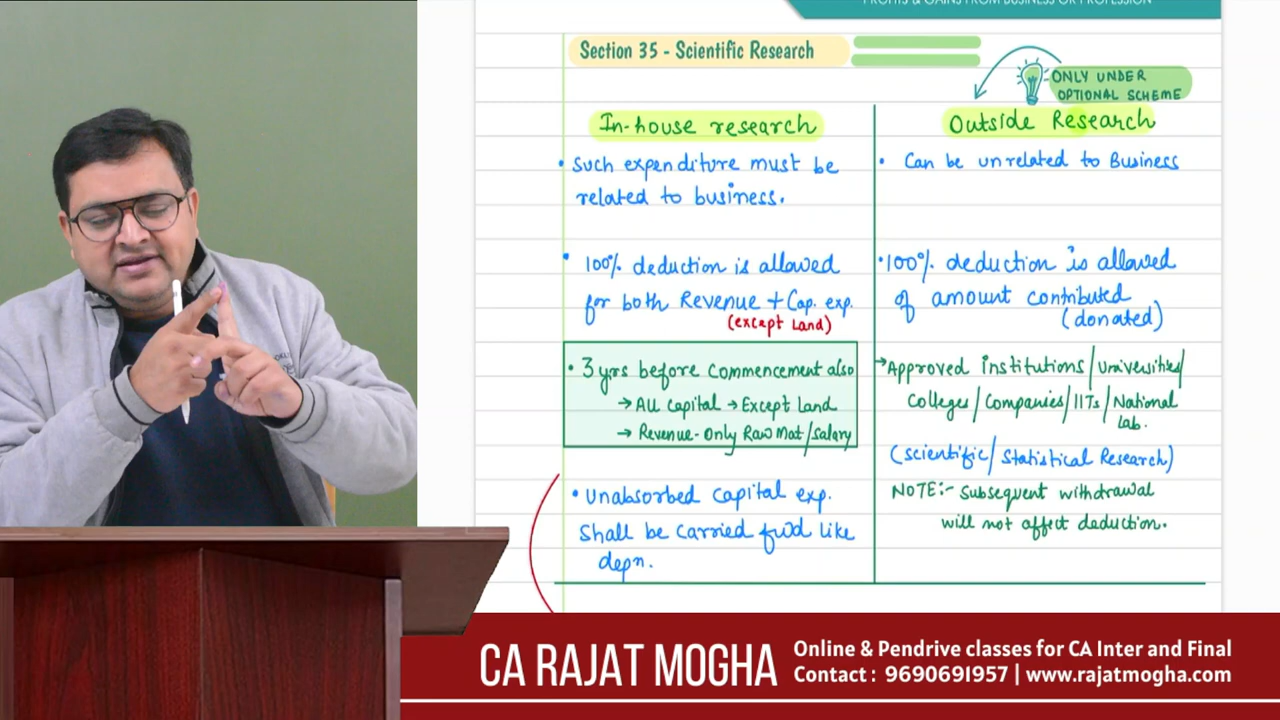 PROFITS & GAINS FROM BUSINESS OR PROFESSION
Section 35 - Scientific Research
ONLY UNDER
OPTIONAL SCHEME
In-house research
• Such expenditure must be
related to business.
• 100% deduction is allowed
for both Revenue + Cap. exp.
(except Land)
• 3 yrs before commencement also
→ All Capital → Except Land
→ Revenue - Only Raw Mat/Salary
• Unabsorbed Capital exp.
Shall be carried fwd like
depn.
Outside Research
• Can be unrelated to Business
• 100% deduction is allowed
of amount contributed
(donated)
→ Approved institutions/Universities/
Colleges/Companies/IITs/National
Lab.
(Scientific/Statistical Research)
NOTE:- Subsequent withdrawal
will not affect deduction.
CA RAJAT MOGHA
Online & Pendrive classes for CA Inter and Final
Contact : 9690691957 | www.rajatmogha.com